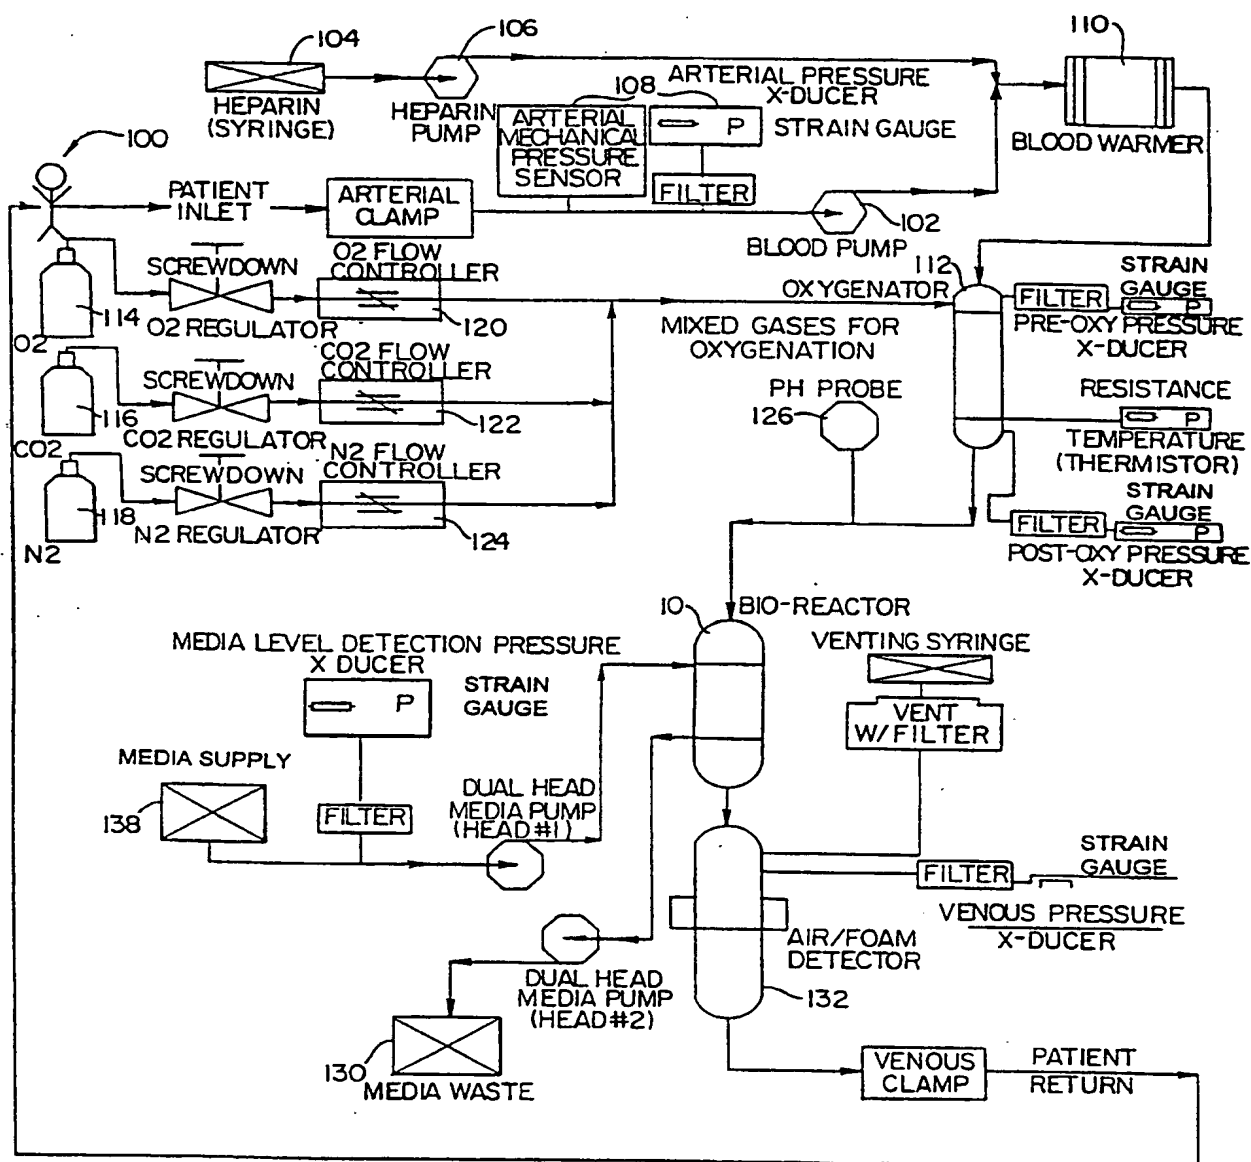 104
HEPARIN
(SYRINGE)
106
HEPARIN
PUMP
ARTERIAL PRESSURE
X-DUCER
108
ARTERIAL
MECHANICAL
PRESSURE
SENSOR
P
STRAIN GAUGE
FILTER
110
BLOOD WARMER
100
PATIENT
INLET
ARTERIAL
CLAMP
102
BLOOD PUMP
SCREWDOWN
O2 FLOW
CONTROLLER
114
O2 REGULATOR
120
O2
OXYGENATOR
112
MIXED GASES FOR
OXYGENATION
STRAIN
GAUGE
FILTER
P
PRE-OXY PRESSURE
X-DUCER
SCREWDOWN
CO2 FLOW
CONTROLLER
116
CO2 REGULATOR
122
CO2
PH PROBE
126
RESISTANCE
P
TEMPERATURE
(THERMISTOR)
SCREWDOWN
N2 FLOW
CONTROLLER
118
N2 REGULATOR
124
N2
STRAIN
GAUGE
FILTER
P
POST-OXY PRESSURE
X-DUCER
10
BIO-REACTOR
MEDIA LEVEL DETECTION PRESSURE
X DUCER
P
STRAIN
GAUGE
VENTING SYRINGE
VENT
W/FILTER
MEDIA SUPPLY
138
FILTER
DUAL HEAD
MEDIA PUMP
(HEAD#1)
STRAIN
GAUGE
FILTER
VENOUS PRESSURE
X-DUCER
AIR/FOAM
DETECTOR
132
DUAL HEAD
MEDIA PUMP
(HEAD#2)
130
MEDIA WASTE
VENOUS
CLAMP
PATIENT
RETURN